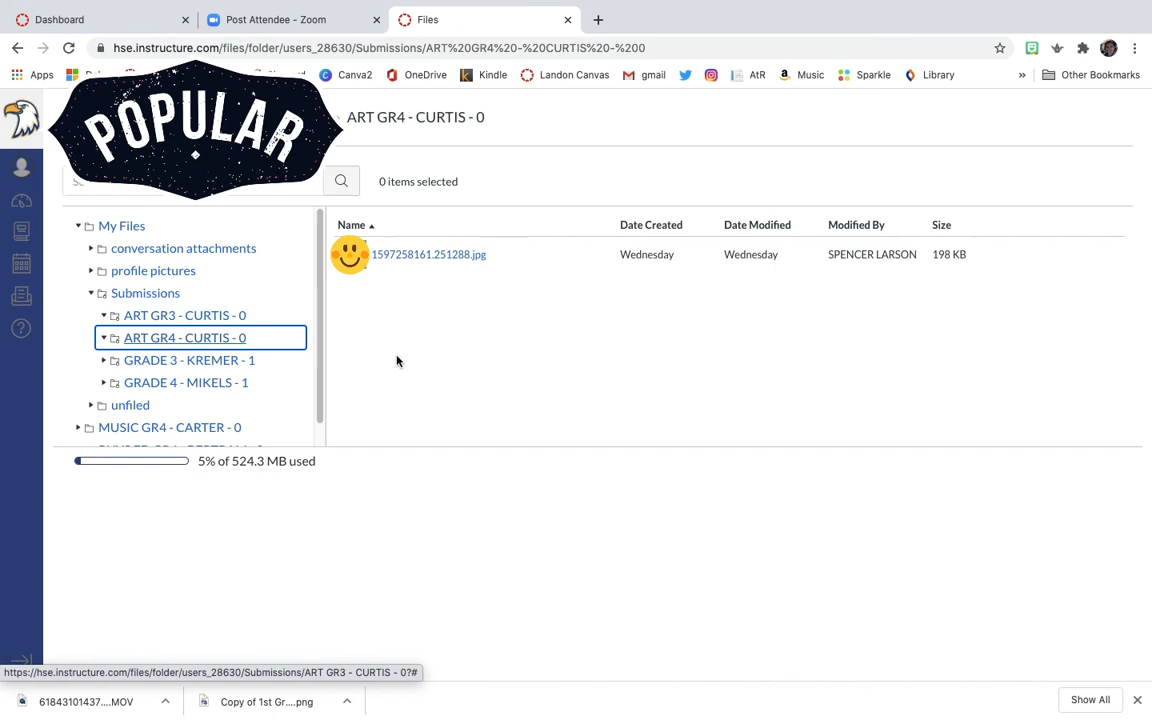 Dashboard
Post Attendee - Zoom
Files
hse.instructure.com/files/folder/users_28630/Submissions/ART%20GR4%20-%20CURTIS%20-%200
Apps
Canva2
OneDrive
Kindle
Landon Canvas
gmail
AtR
Music
Sparkle
Library
»
Other Bookmarks
POPULAR
ART GR4 - CURTIS - 0
0 items selected
My Files
conversation attachments
profile pictures
Submissions
ART GR3 - CURTIS - 0
ART GR4 - CURTIS - 0
GRADE 3 - KREMER - 1
GRADE 4 - MIKELS - 1
unfiled
MUSIC GR4 - CARTER - 0
Name
Date Created
Date Modified
Modified By
Size
1597258161.251288.jpg
Wednesday
Wednesday
SPENCER LARSON
198 KB
5% of 524.3 MB used
https://hse.instructure.com/files/folder/users_28630/Submissions/ART GR3 - CURTIS - 0?#
61843101437....MOV
Copy of 1st Gr....png
Show All